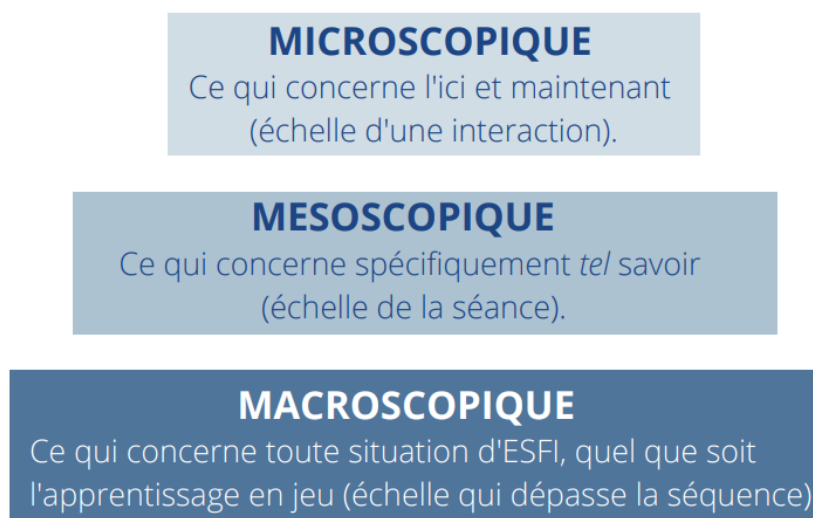 MICROSCOPIQUE
Ce qui concerne l'ici et maintenant
(échelle d'une interaction).
MESOSCOPIQUE
Ce qui concerne spécifiquement tel savoir
(échelle de la séance).
MACROSCOPIQUE
Ce qui concerne toute situation d'ESFI, quel que soit
l'apprentissage en jeu (échelle qui dépasse la séquence)